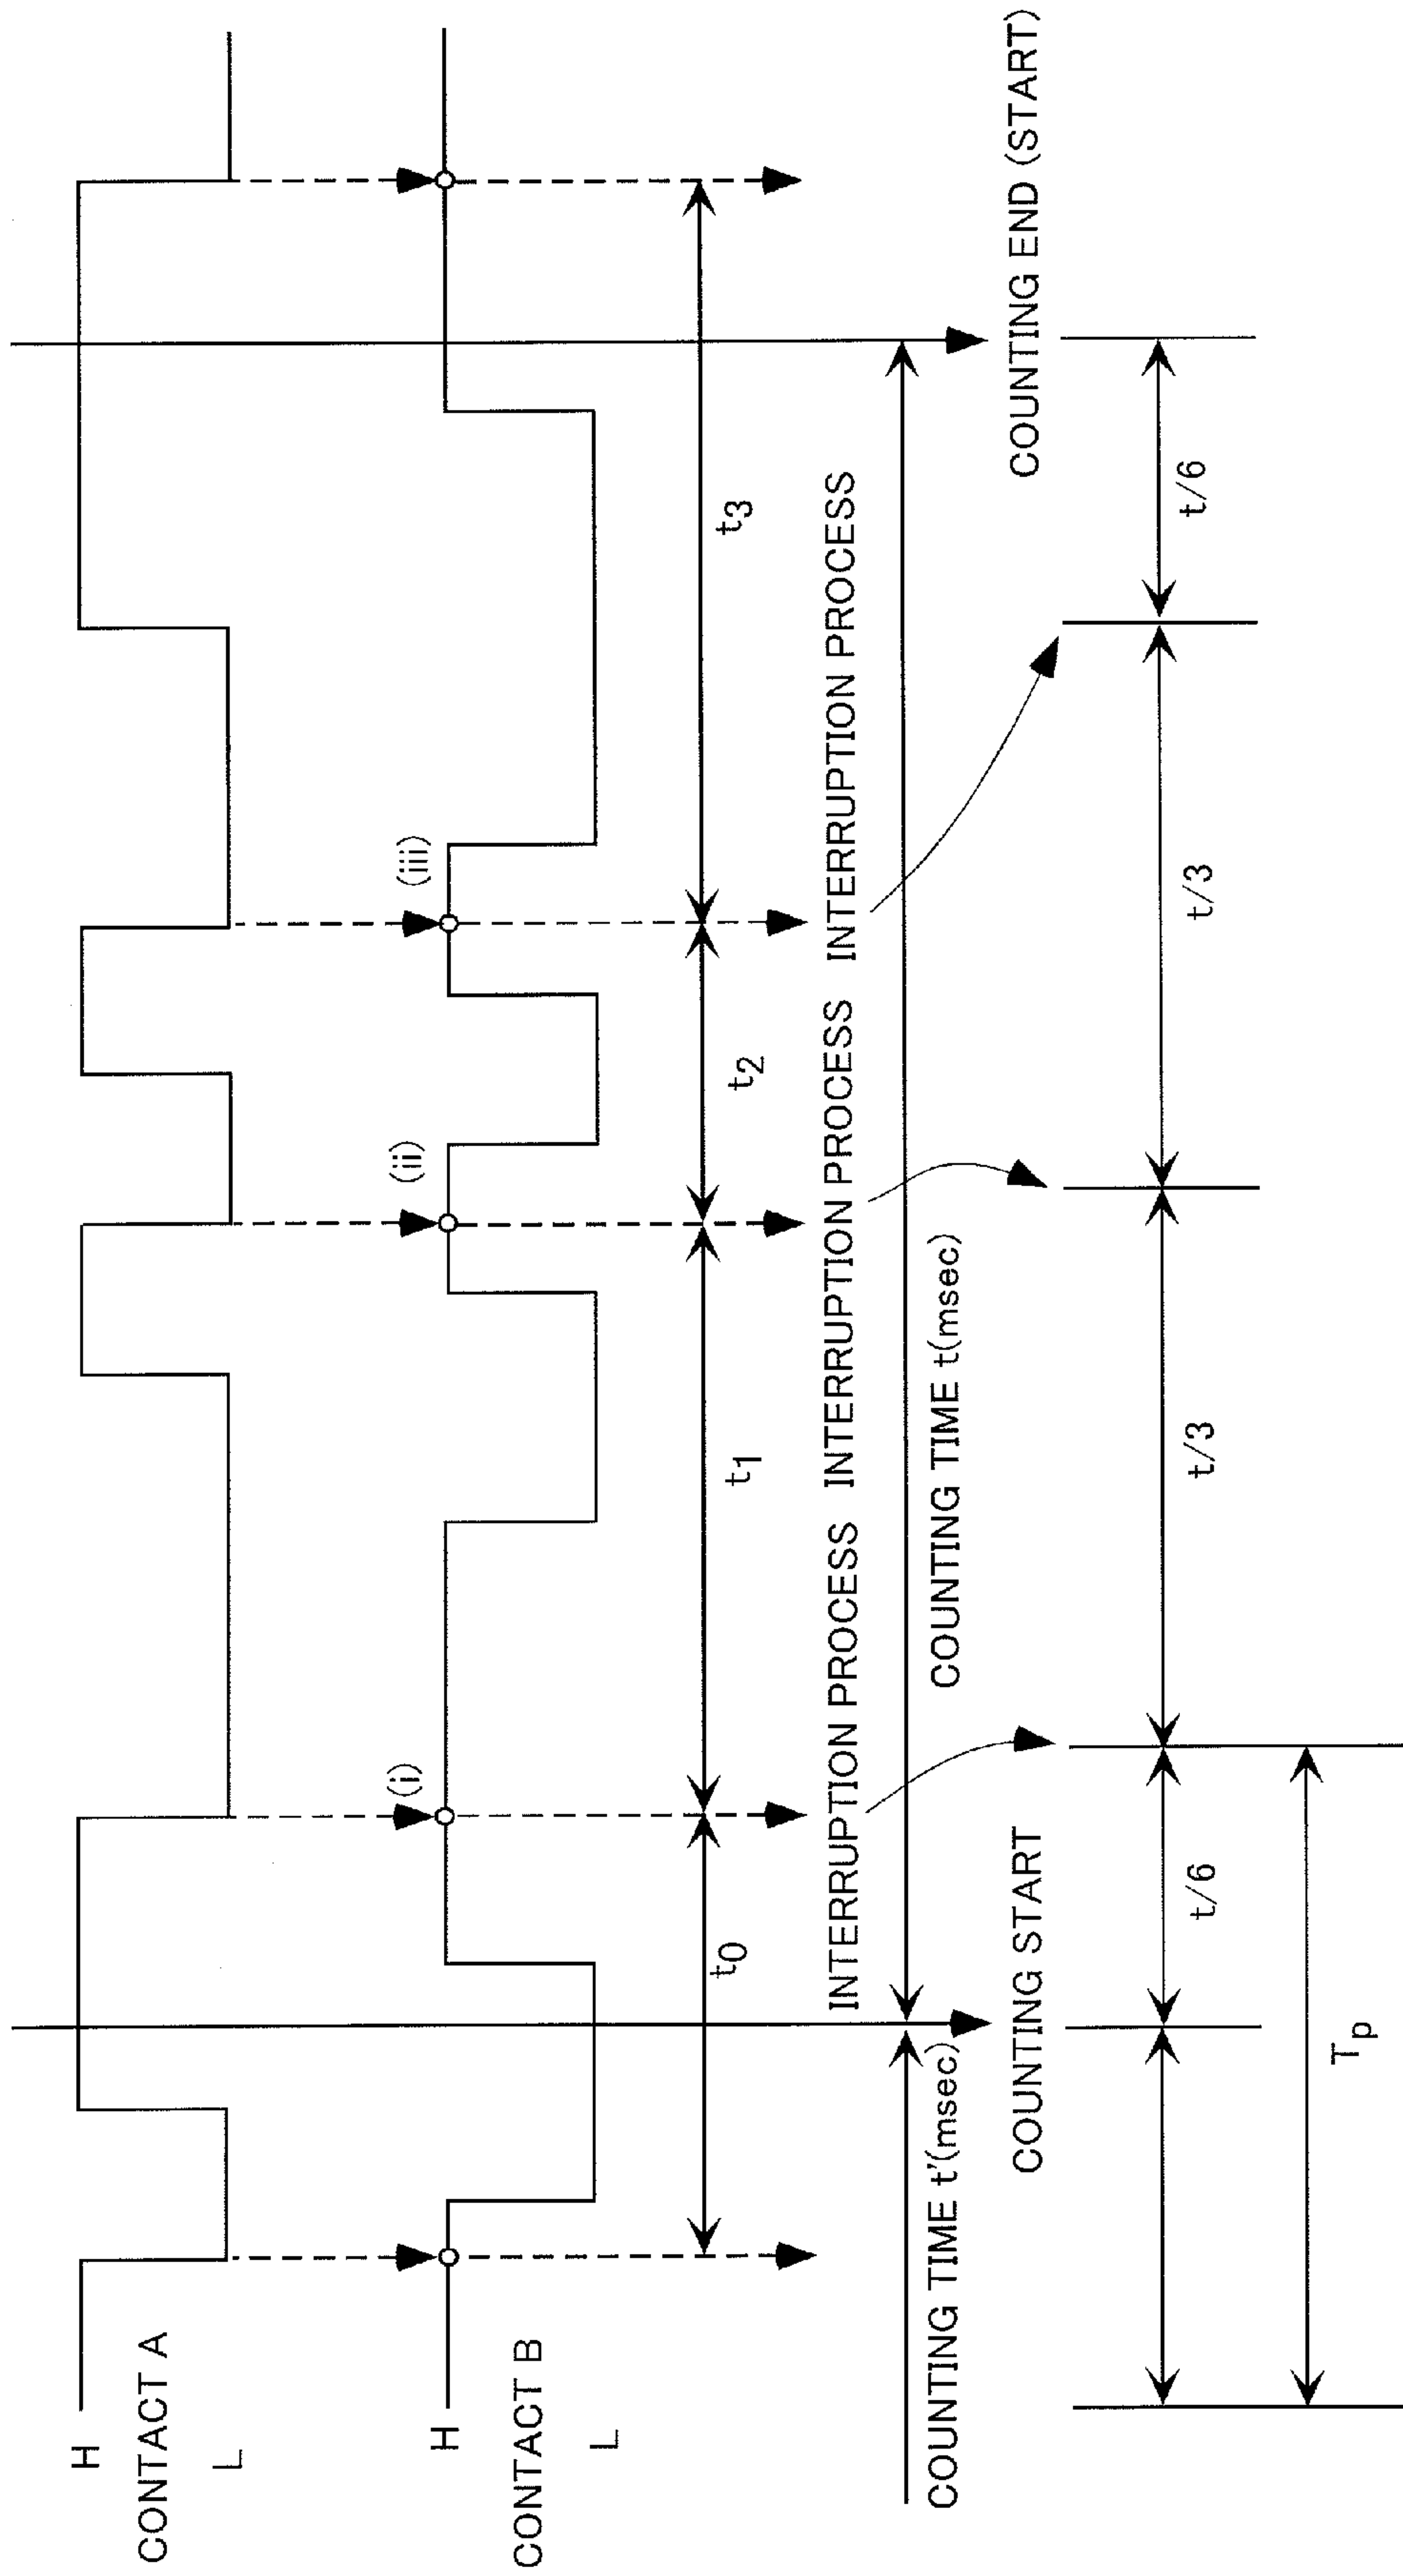 H
CONTACT A
L
H
CONTACT B
L
(i)
(ii)
(iii)
t0
t1
t2
t3
INTERRUPTION PROCESS
INTERRUPTION PROCESS
INTERRUPTION PROCESS
COUNTING TIME t'(msec)
COUNTING TIME t(msec)
COUNTING START
COUNTING END (START)
t/6
t/3
t/3
t/6
Tp